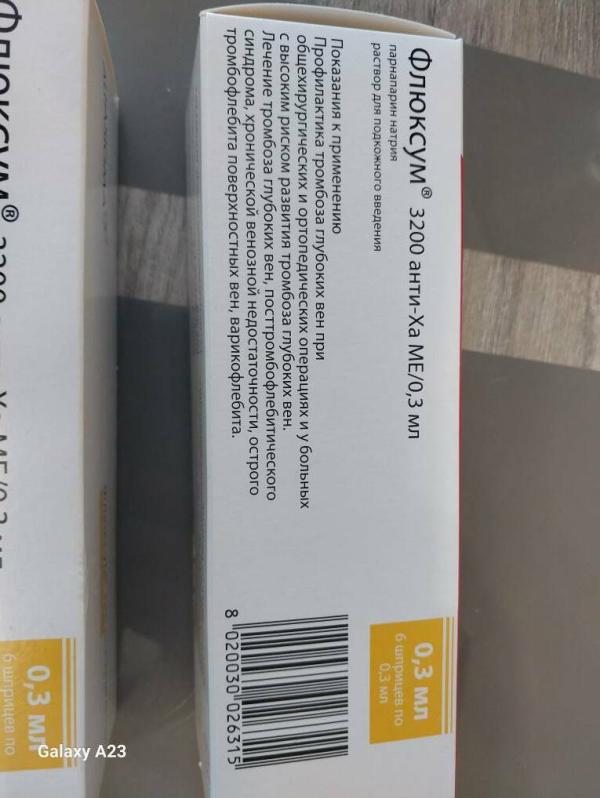 Флюксум® 3200 анти-Ха МЕ/0,3 мл
парнапарин натрия
раствор для подкожного введения
Показания к применению
Профилактика тромбоза глубоких вен при
общехирургических и ортопедических операциях и у больных
с высоким риском развития тромбоза глубоких вен.
Лечение тромбоза глубоких вен, посттромбофлебитического
синдрома, хронической венозной недостаточности, острого
тромбофлебита поверхностных вен, варикофлебита.
0,3 мл
6 шприцев по
0,3 мл
8 020030 026315
Флюксум® 3200
0,3 мл
6 шприцев по
Galaxy A23